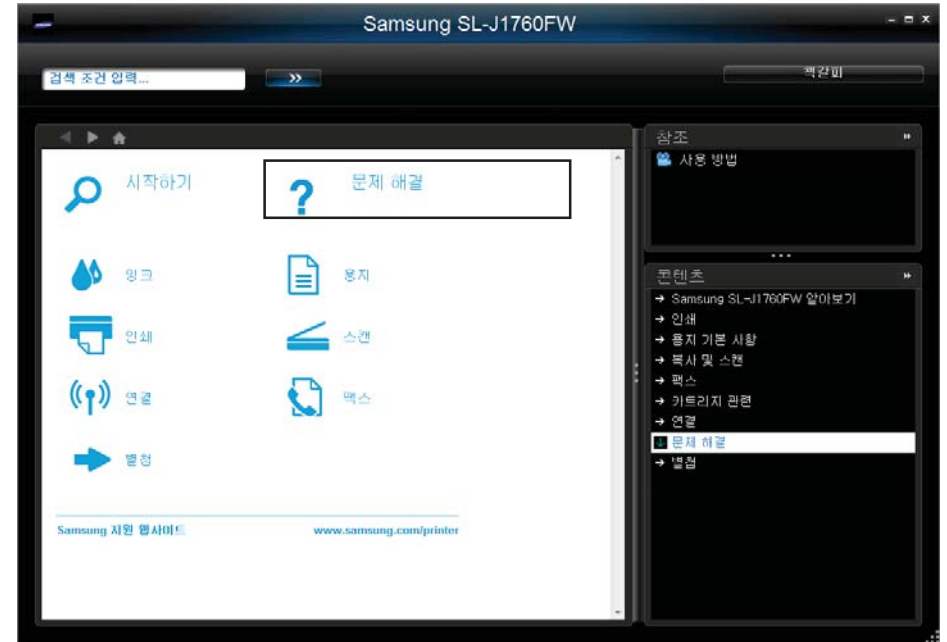 Samsung SL-J1760FW
검색 조건 입력...
책갈피
시작하기
? 문제 해결
잉크
용지
인쇄
스캔
연결
팩스
별첨
Samsung 지원 웹사이트 www.samsung.com/printer
참조
사용 방법
콘텐츠
Samsung SL-J1760FW 알아보기
인쇄
용지 기본 사항
복사 및 스캔
팩스
카트리지 관련
연결
문제 해결
별첨